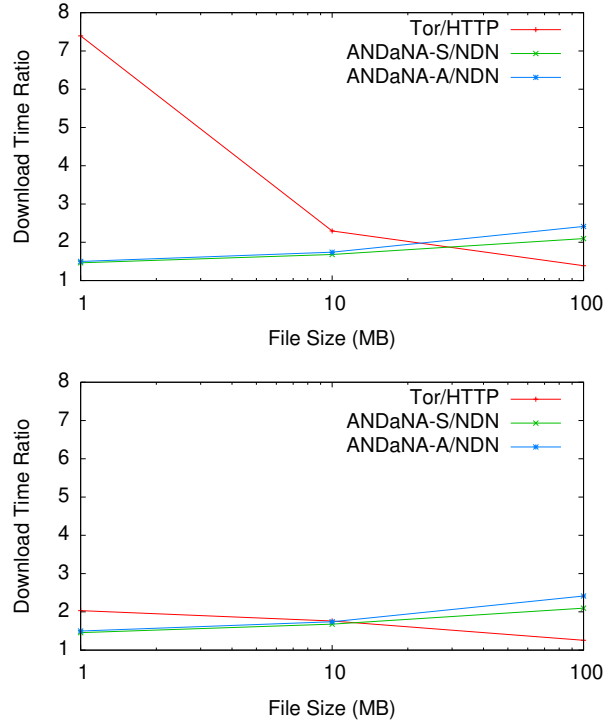 8
7
6
5
4
3
2
1
Download Time Ratio
Tor/HTTP
ANDaNA-S/NDN
ANDaNA-A/NDN
1 10 100
File Size (MB)
8
7
6
5
4
3
2
1
Download Time Ratio
Tor/HTTP
ANDaNA-S/NDN
ANDaNA-A/NDN
1 10 100
File Size (MB)